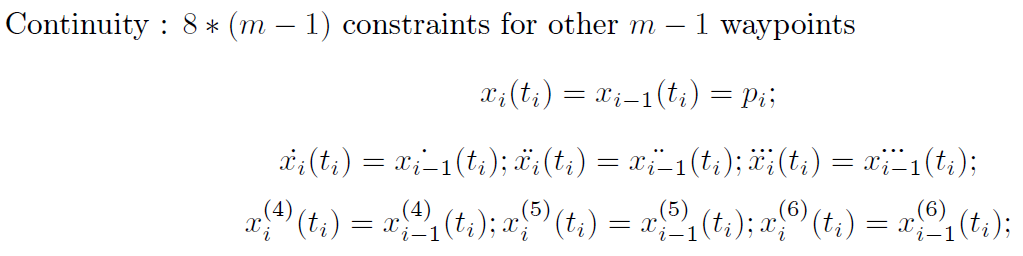 Continuity : 8 ∗ (m − 1) constraints for other m − 1 waypoints
x_i(t_i) = x_{i−1}(t_i) = p_i;
\dot{x_i}(t_i) = \dot{x_{i−1}}(t_i); \ddot{x_i}(t_i) = \ddot{x_{i−1}}(t_i); \dddot{x_i}(t_i) = \dddot{x_{i−1}}(t_i);
x_i^{(4)}(t_i) = x_{i−1}^{(4)}(t_i); x_i^{(5)}(t_i) = x_{i−1}^{(5)}(t_i); x_i^{(6)}(t_i) = x_{i−1}^{(6)}(t_i);